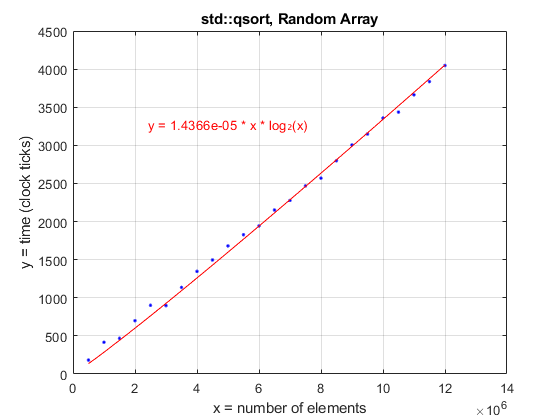 std::qsort, Random Array
4500
4000
3500
3000
2500
2000
1500
1000
500
0
y = time (clock ticks)
y = 1.4366e-05 * x * log₂(x)
0 2 4 6 8 10 12 14
x = number of elements
×10⁶